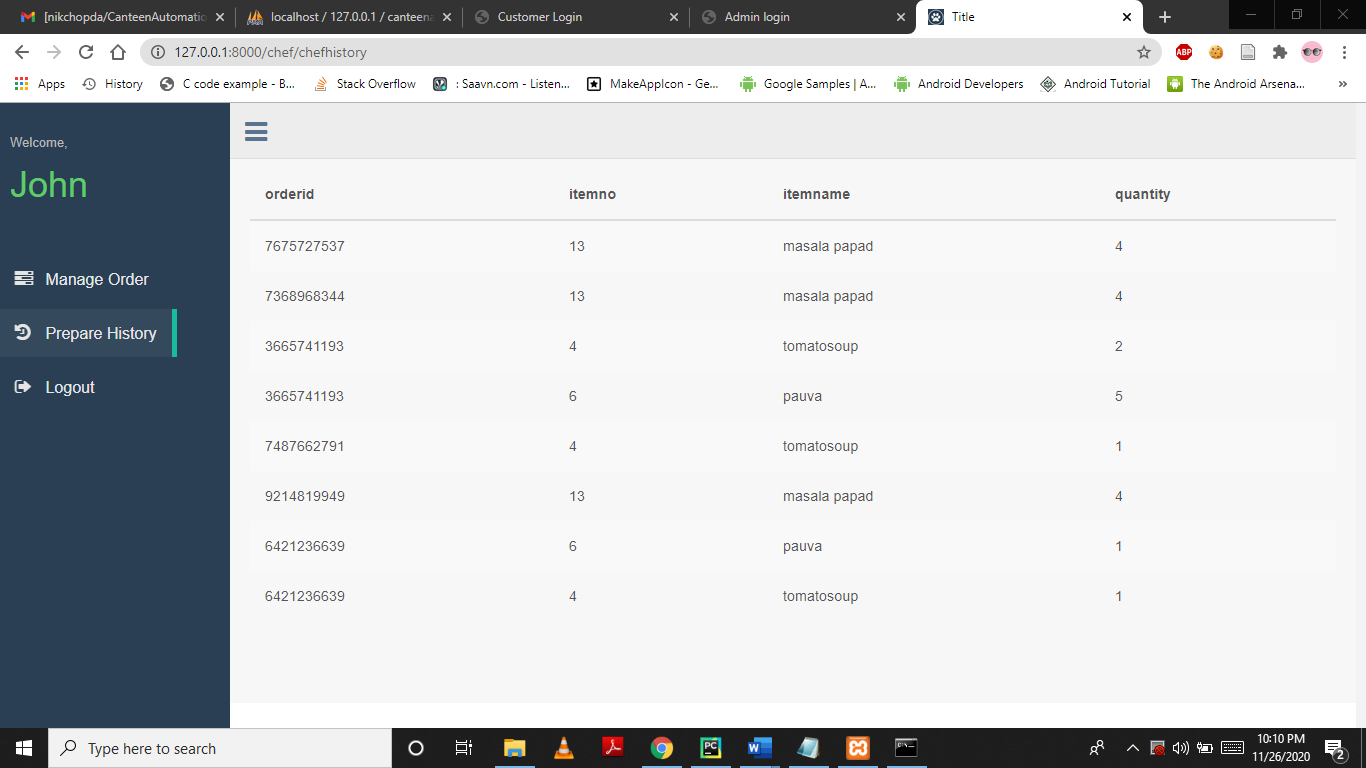 [nikchopda/CanteenAutomatio
localhost / 127.0.0.1 / canteena
Customer Login
Admin login
Title
127.0.0.1:8000/chef/chefhistory
ABP
Apps
History
C code example - B...
Stack Overflow
: Saavn.com - Listen...
MakeAppIcon - Ge...
Google Samples | A...
Android Developers
Android Tutorial
The Android Arsena...
»
Welcome,
John
Manage Order
Prepare History
Logout
orderid itemno itemname quantity
7675727537 13 masala papad 4
7368968344 13 masala papad 4
3665741193 4 tomatosoup 2
3665741193 6 pauva 5
7487662791 4 tomatosoup 1
9214819949 13 masala papad 4
6421236639 6 pauva 1
6421236639 4 tomatosoup 1
Type here to search
PC
W
10:10 PM
11/26/2020
2